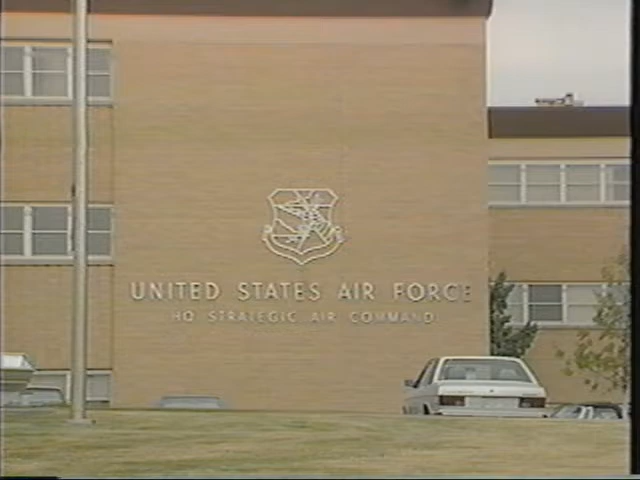 UNITED STATES AIR FORCE
HQ STRATEGIC AIR COMMAND